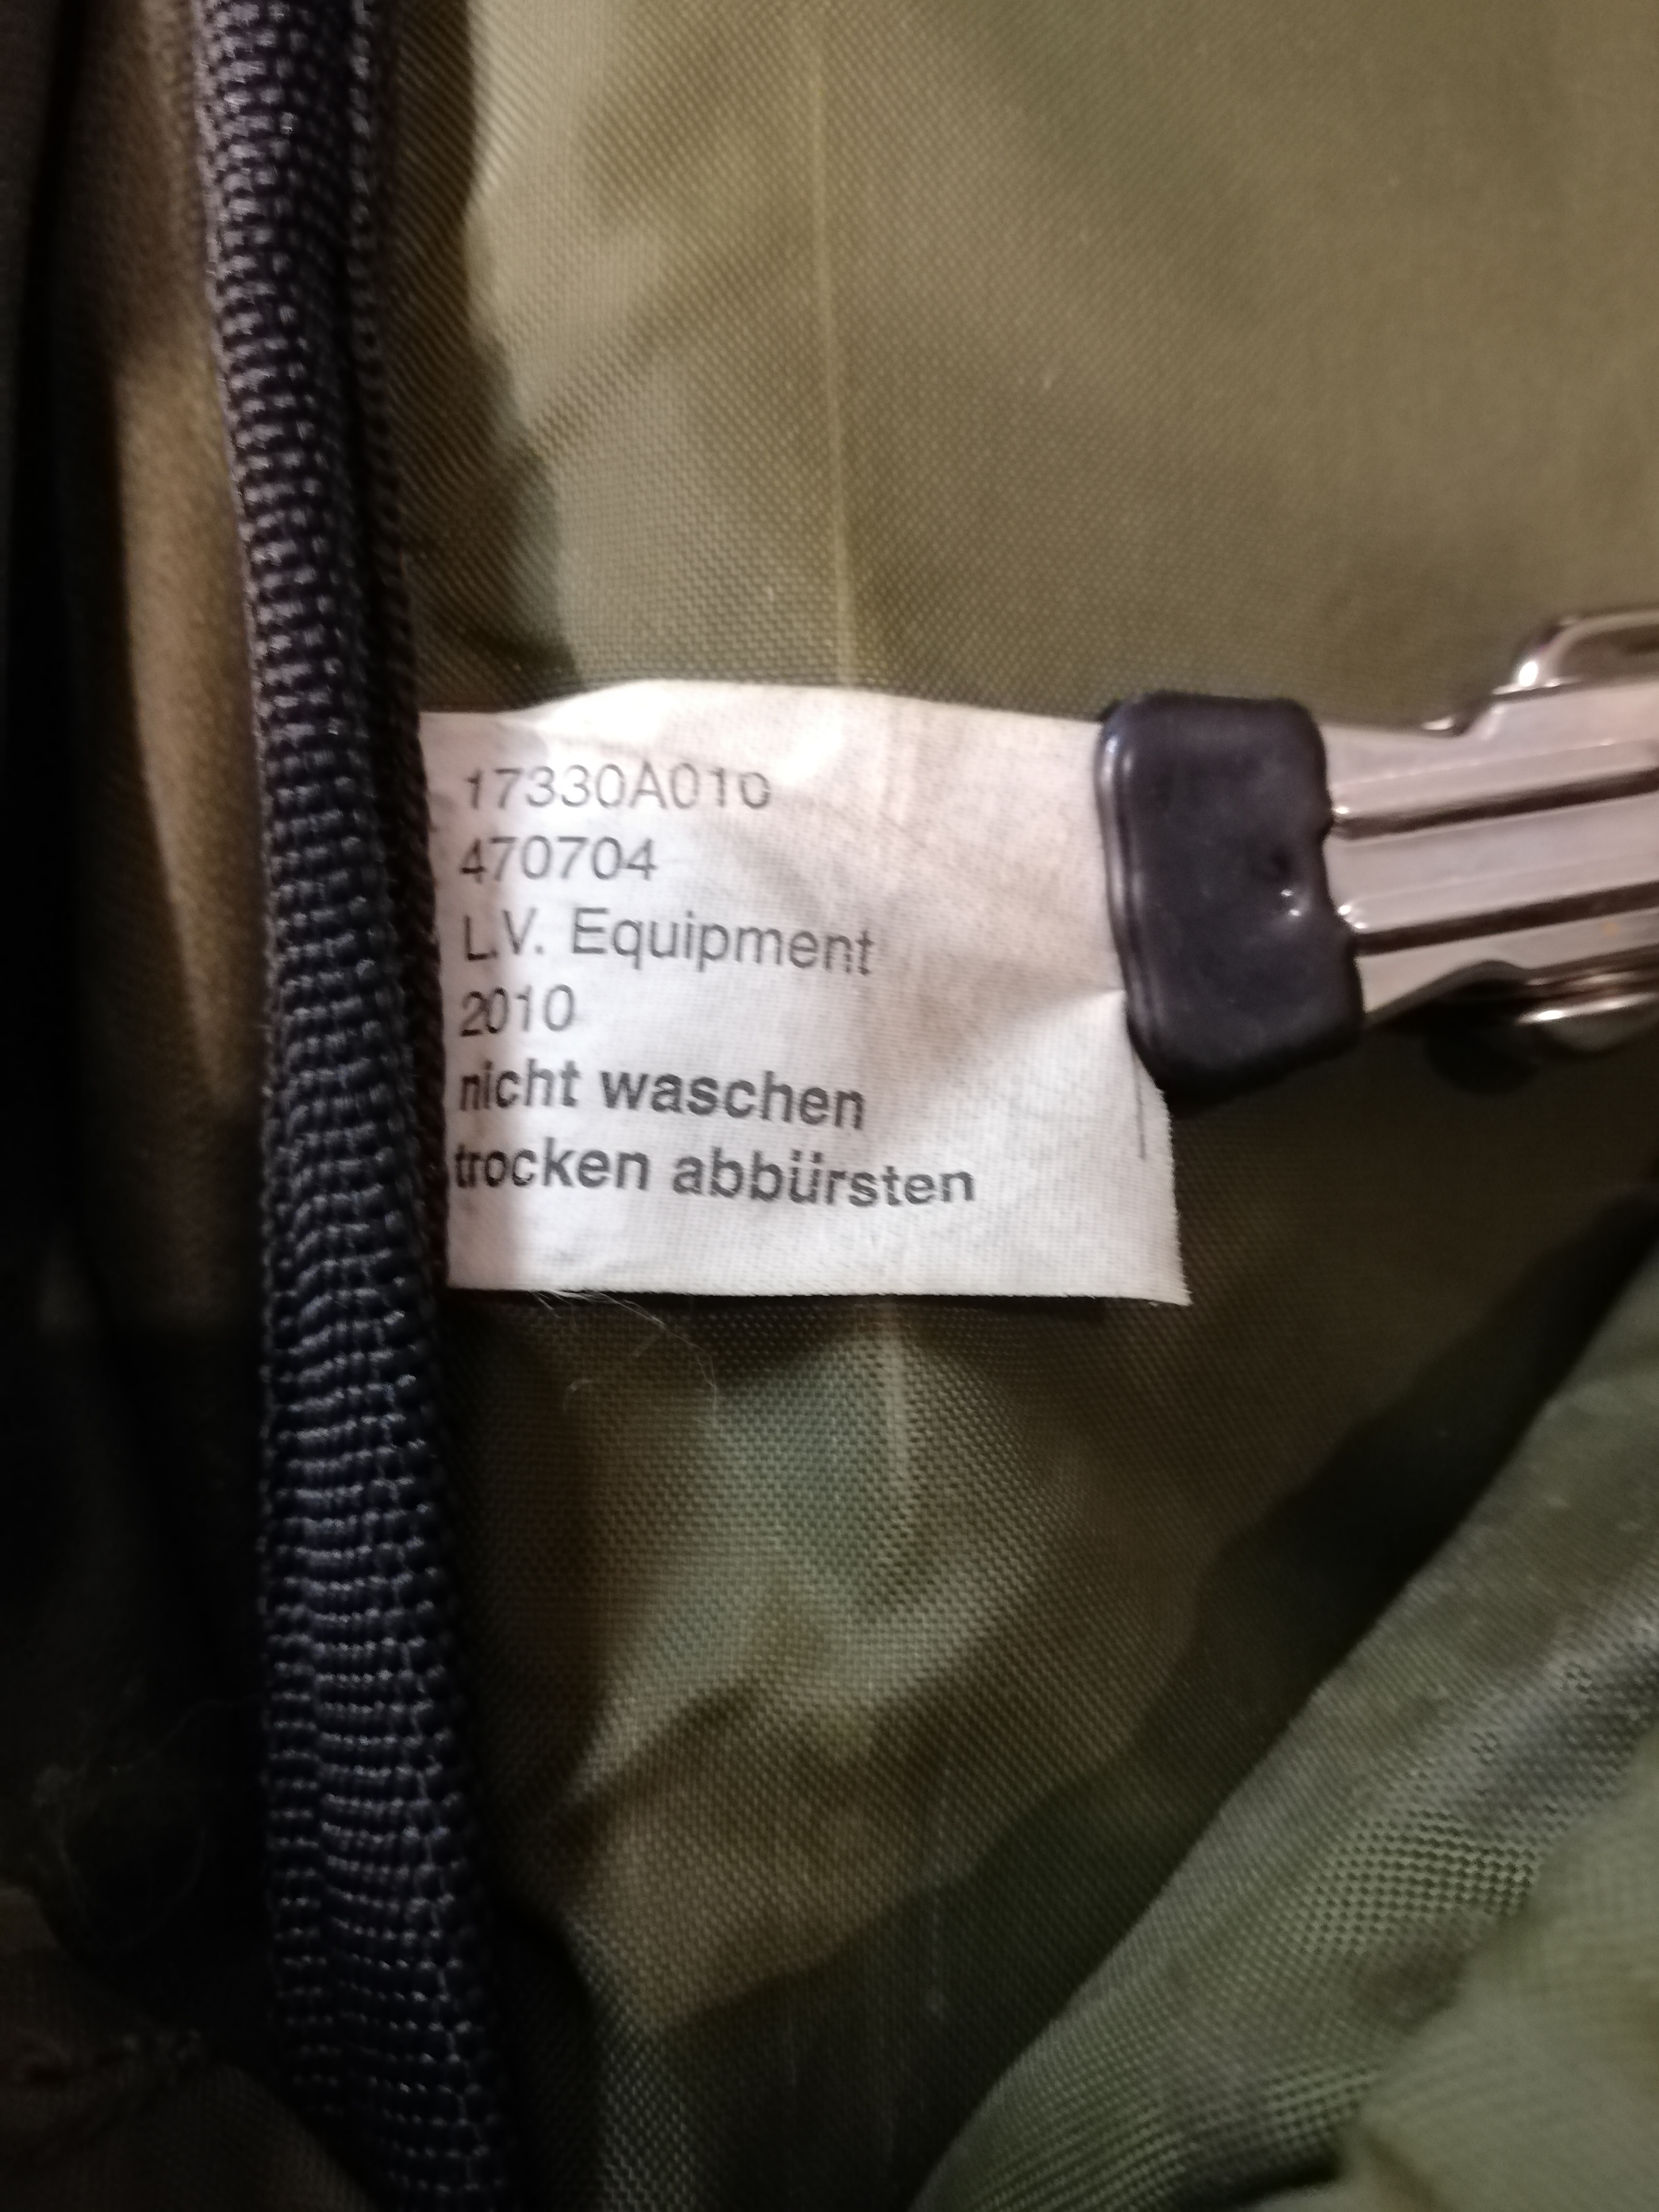 17330A010
470704
L.V. Equipment
2010
nicht waschen
trocken abbürsten